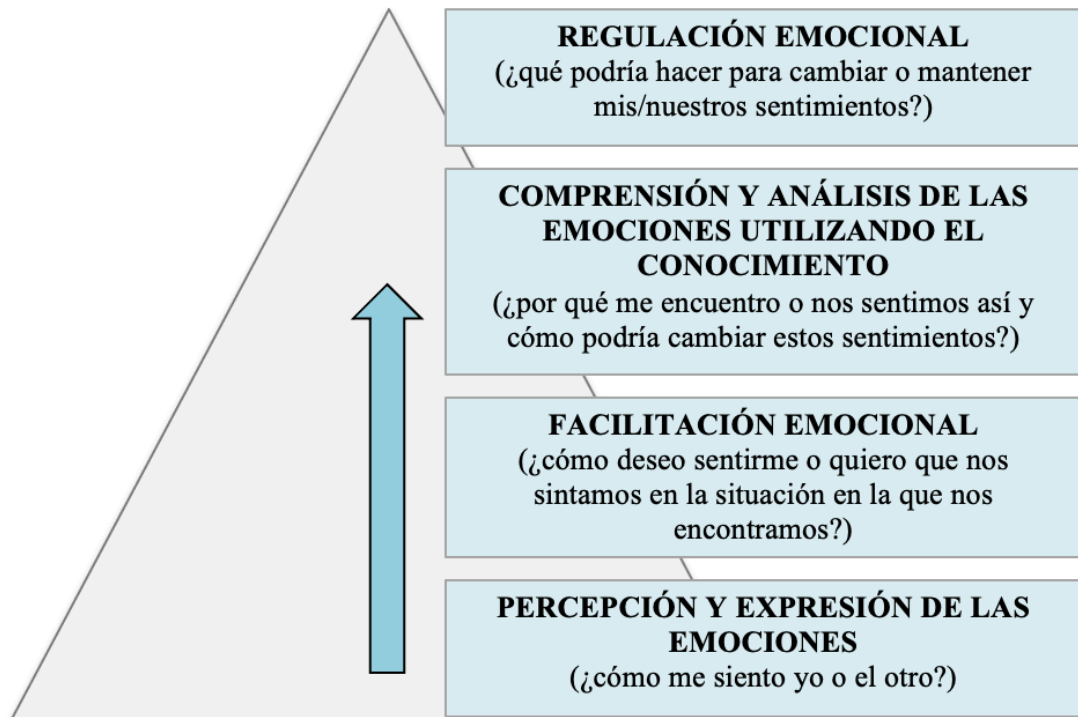 REGULACIÓN EMOCIONAL
(¿qué podría hacer para cambiar o mantener
mis/nuestros sentimientos?)
COMPRENSIÓN Y ANÁLISIS DE LAS
EMOCIONES UTILIZANDO EL
CONOCIMIENTO
(¿por qué me encuentro o nos sentimos así y
cómo podría cambiar estos sentimientos?)
FACILITACIÓN EMOCIONAL
(¿cómo deseo sentirme o quiero que nos
sintamos en la situación en la que nos
encontramos?)
PERCEPCIÓN Y EXPRESIÓN DE LAS
EMOCIONES
(¿cómo me siento yo o el otro?)